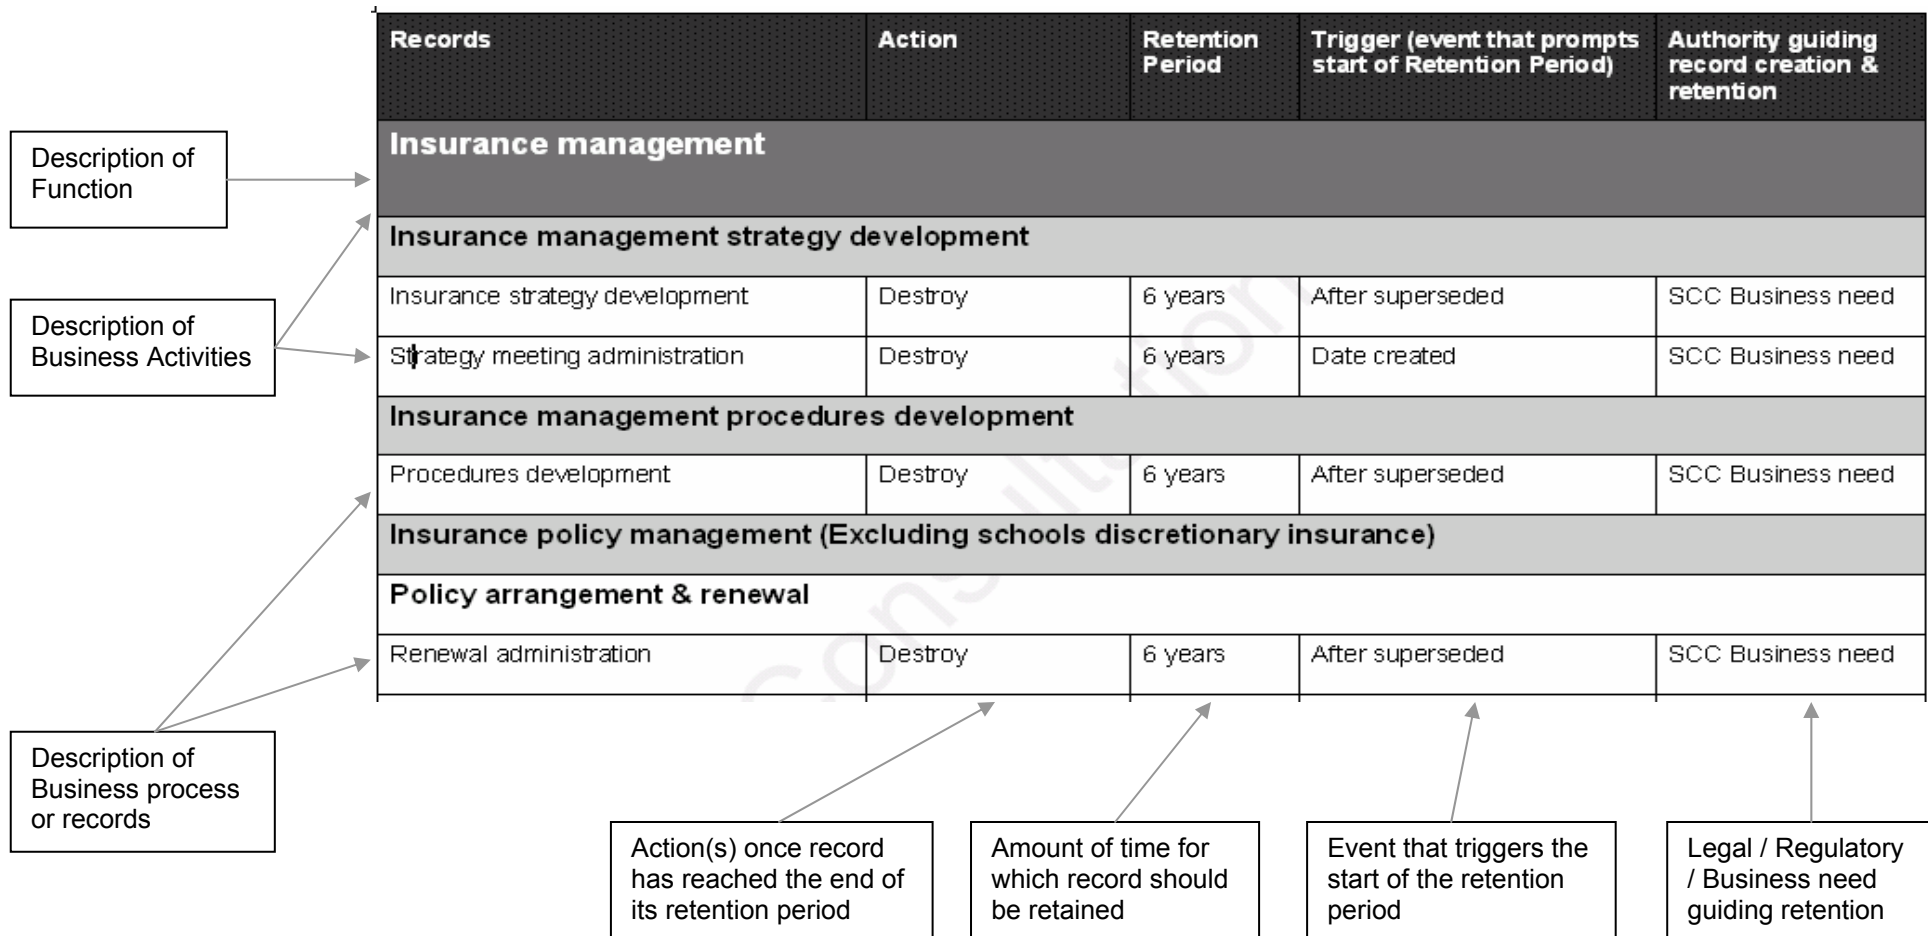 Records Action Retention Trigger (event that prompts Authority guiding
Period start of Retention Period) record creation &
retention
Insurance management
Description of
Function
Insurance management strategy development
Insurance strategy development Destroy 6 years After superseded SCC Business need
Description of
Business Activities
Strategy meeting administration Destroy 6 years Date created SCC Business need
Insurance management procedures development
Procedures development Destroy 6 years After superseded SCC Business need
Insurance policy management (Excluding schools discretionary insurance)
Policy arrangement & renewal
Renewal administration Destroy 6 years After superseded SCC Business need
Consultation
Description of
Business process
or records
Action(s) once record
has reached the end of
its retention period
Amount of time for
which record should
be retained
Event that triggers the
start of the retention
period
Legal / Regulatory
/ Business need
guiding retention